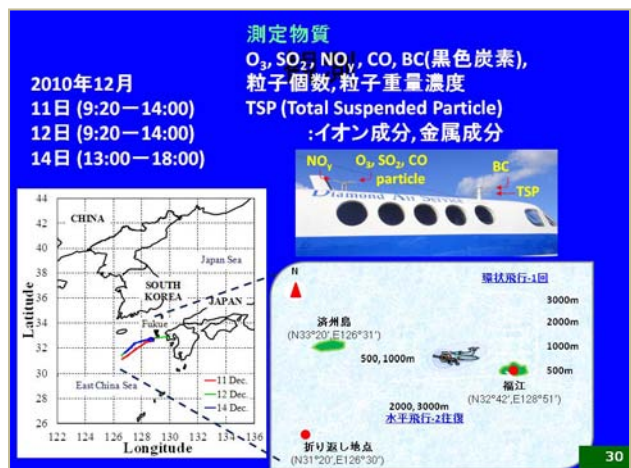 測定物質
O3, SO2, NOY, CO, BC(黒色炭素),
粒子個数, 粒子重量濃度
TSP (Total Suspended Particle)
:イオン成分, 金属成分
2010年12月
11日 (9:20－14:00)
12日 (9:20－14:00)
14日 (13:00－18:00)
NOY
O3, SO2, CO
particle
BC
TSP
Diamond Air Service
44
42
40
38
36
34
32
30
28
26
Latitude
CHINA
Japan Sea
SOUTH
KOREA
JAPAN
Fukue
East China Sea
11 Dec.
12 Dec.
14 Dec.
122 124 126 128 130 132 134 136
Longitude
N
環状飛行-1回
3000m
2000m
1000m
500m
済州島
(N33°20', E126°31')
500, 1000m
福江
(N32°42', E128°51')
2000, 3000m
水平飛行-2往復
折り返し地点
(N31°20', E126°30')
30